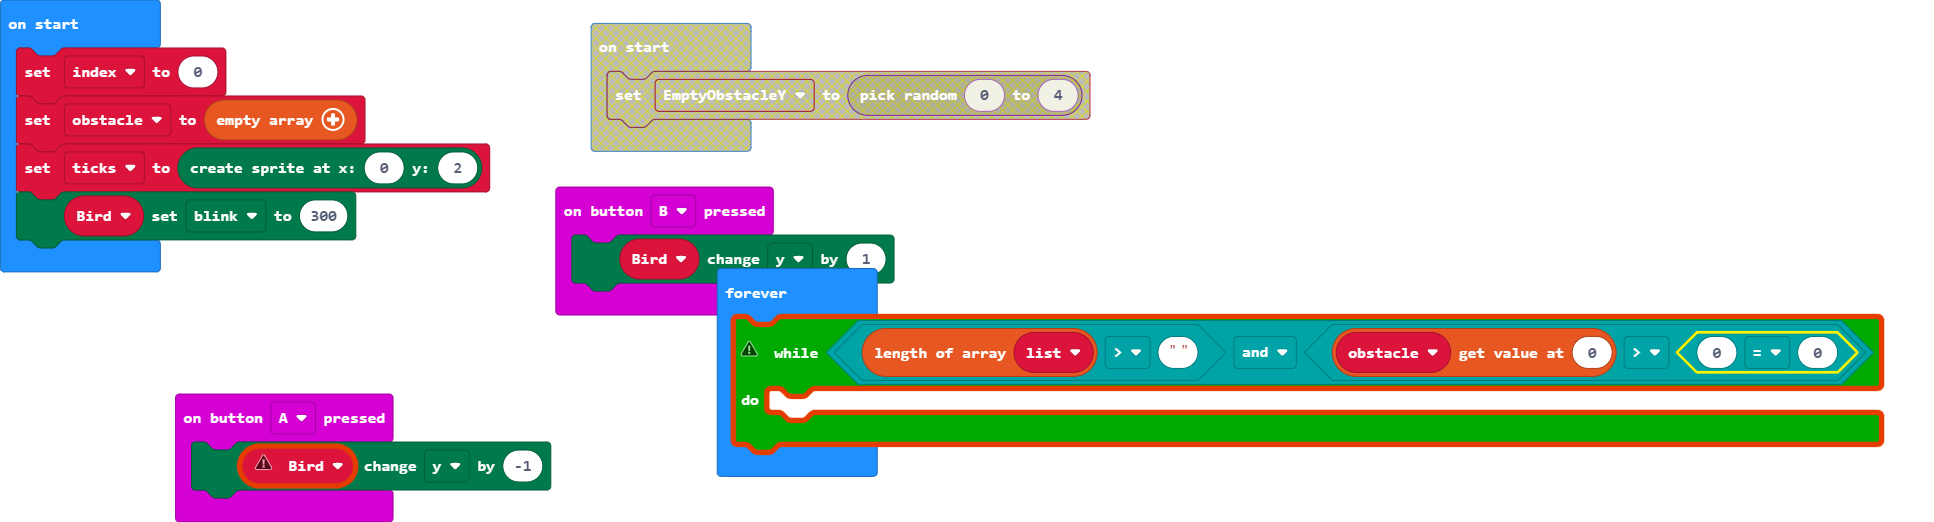 on start
set index to 0
set obstacle to empty array
set ticks to create sprite at x: 0 y: 2
Bird set blink to 300
on start
set EmptyObstacleY to pick random 0 to 4
on button B pressed
Bird change y by 1
forever
while length of array list > " " and obstacle get value at 0 > 0 = 0
do
on button A pressed
Bird change y by -1